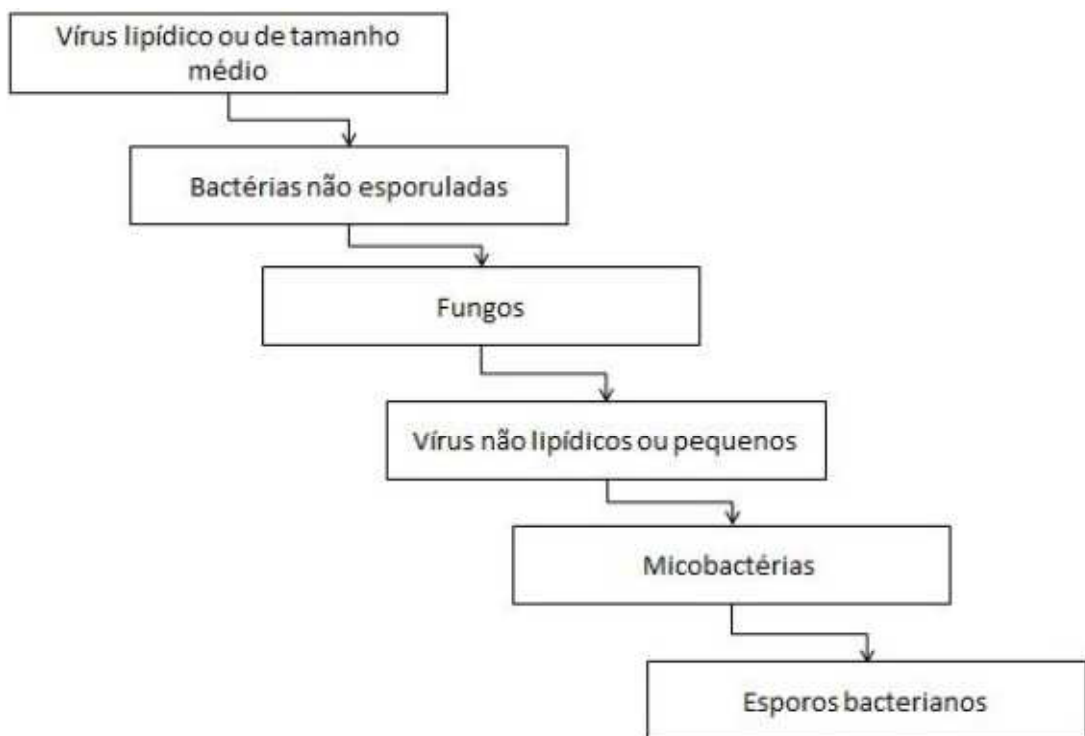 Vírus lipídico ou de tamanho
médio
Bactérias não esporuladas
Fungos
Vírus não lipídicos ou pequenos
Micobactérias
Esporos bacterianos